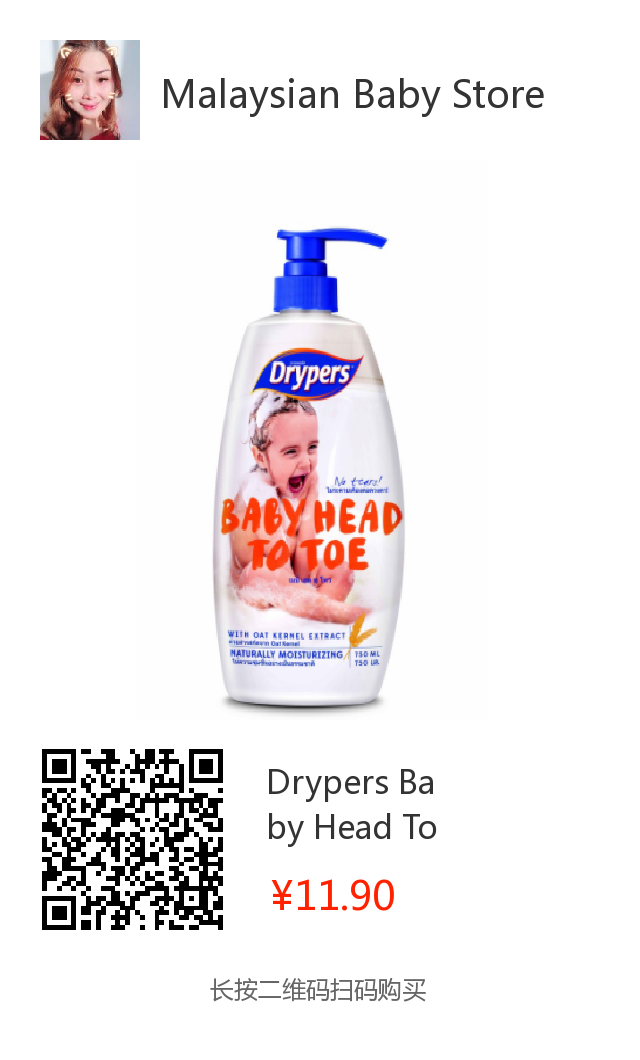 Malaysian Baby Store
Drypers
No tears!
BABY HEAD
TO TOE
WITH OAT KERNEL EXTRACT
NATURALLY MOISTURIZING
750 ML
Drypers Ba
by Head To
¥11.90
长按二维码扫码购买